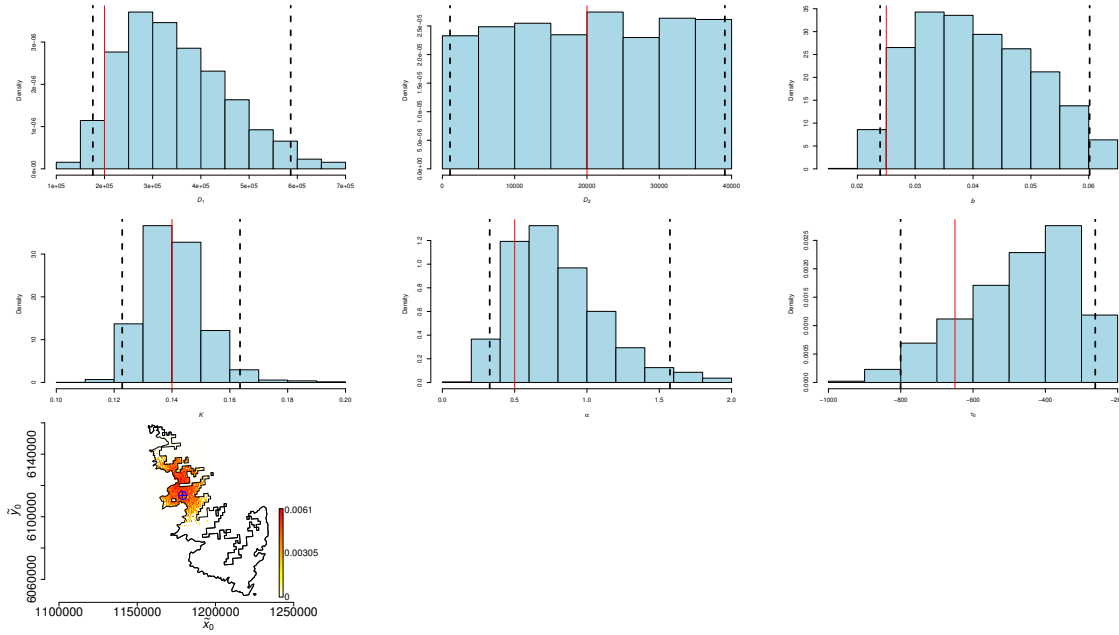 Density
0e+00 1e-06 2e-06 3e-06
1e+05 2e+05 3e+05 4e+05 5e+05 6e+05 7e+05
D₁
Density
0.0e+00 5.0e-06 1.0e-05 1.5e-05 2.0e-05 2.5e-05
0 10000 20000 30000 40000
D₂
Density
0 5 10 15 20 25 30 35
0.02 0.03 0.04 0.05 0.06
b
Density
0 10 20 30
0.10 0.12 0.14 0.16 0.18 0.20
K
Density
0.0 0.2 0.4 0.6 0.8 1.0 1.2
0.0 0.5 1.0 1.5 2.0
α
Density
0.0000 0.0005 0.0010 0.0015 0.0020 0.0025
−1000 −800 −600 −400 −200
τ₀
ỹ₀
6060000 6100000 6140000
0.0061
0.00305
0
1100000 1150000 1200000 1250000
x̃₀